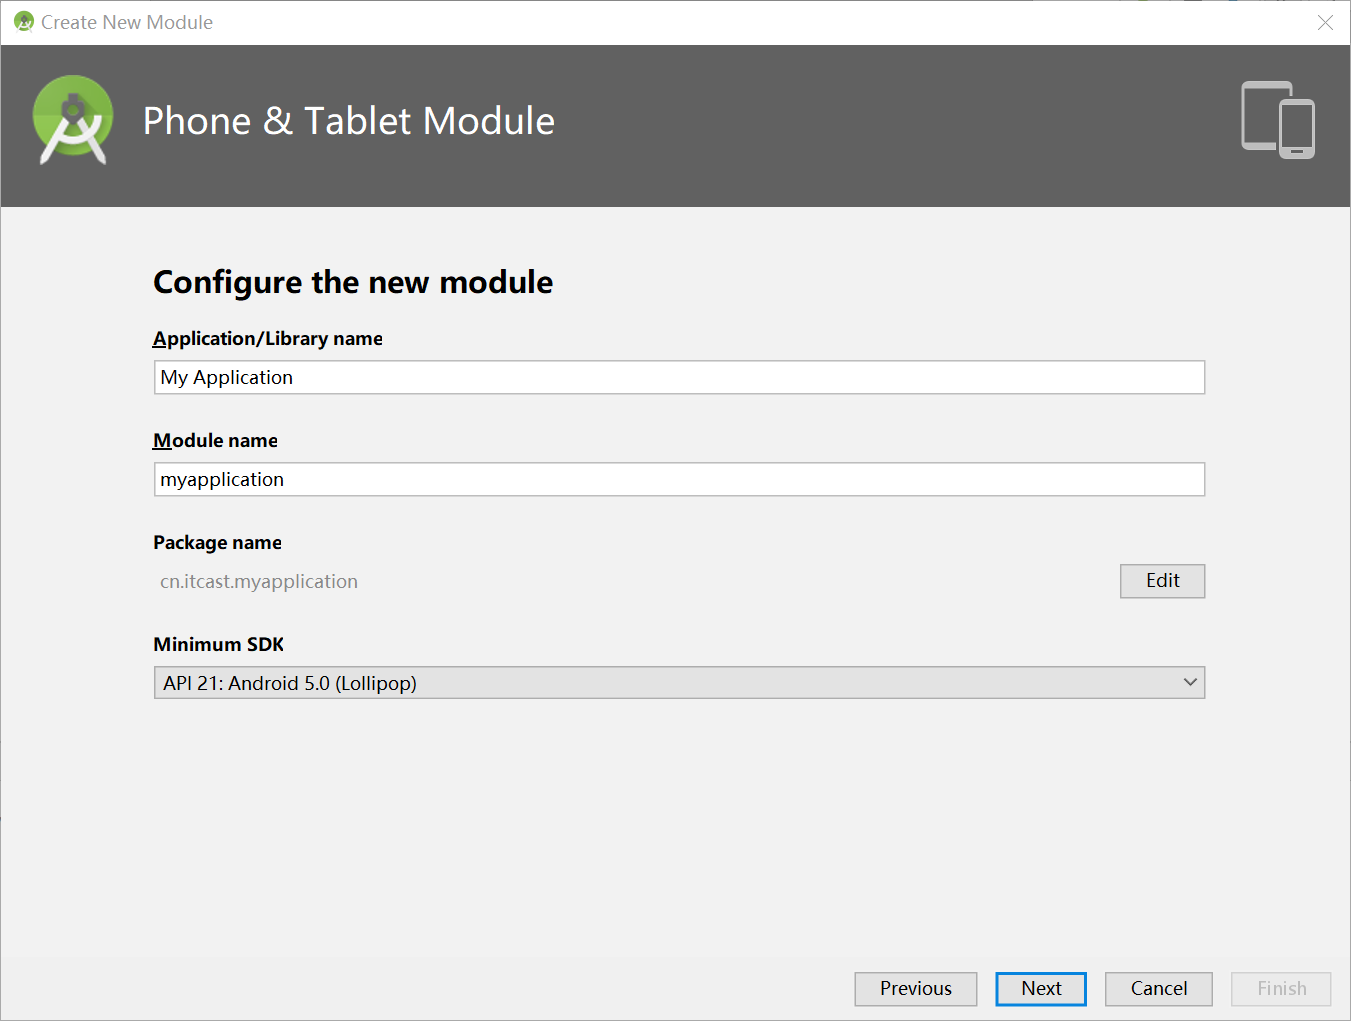 Create New Module
Phone & Tablet Module
Configure the new module
Application/Library name
My Application
Module name
myapplication
Package name
cn.itcast.myapplication
Edit
Minimum SDK
API 21: Android 5.0 (Lollipop)
Previous
Next
Cancel
Finish